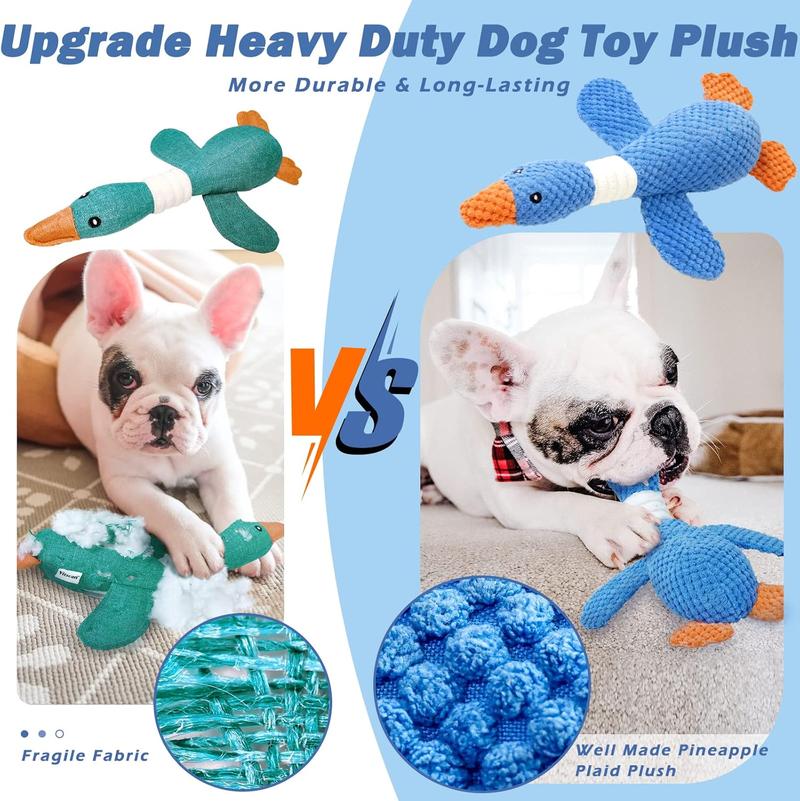 Upgrade Heavy Duty Dog Toy Plush
More Durable & Long-Lasting
VS
Fragile Fabric
Well Made Pineapple
Plaid Plush